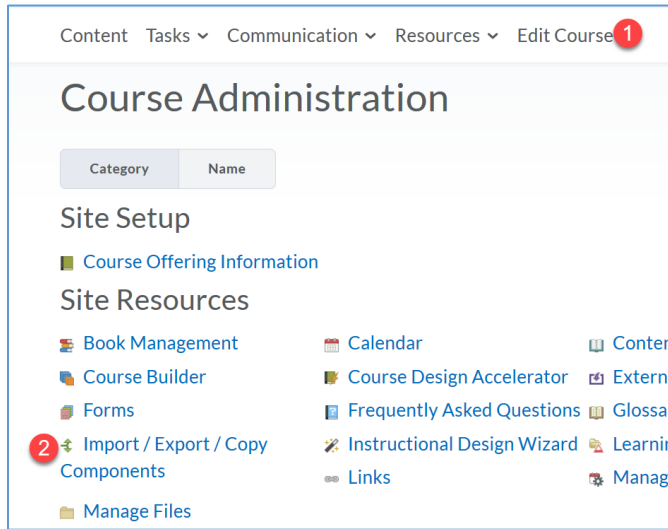 Content Tasks Communication Resources Edit Course 1
Course Administration
Category Name
Site Setup
Course Offering Information
Site Resources
Book Management Calendar
Course Builder Course Design Accelerator
Forms Frequently Asked Questions
2 Import / Export / Copy Instructional Design Wizard
Components Links
Manage Files